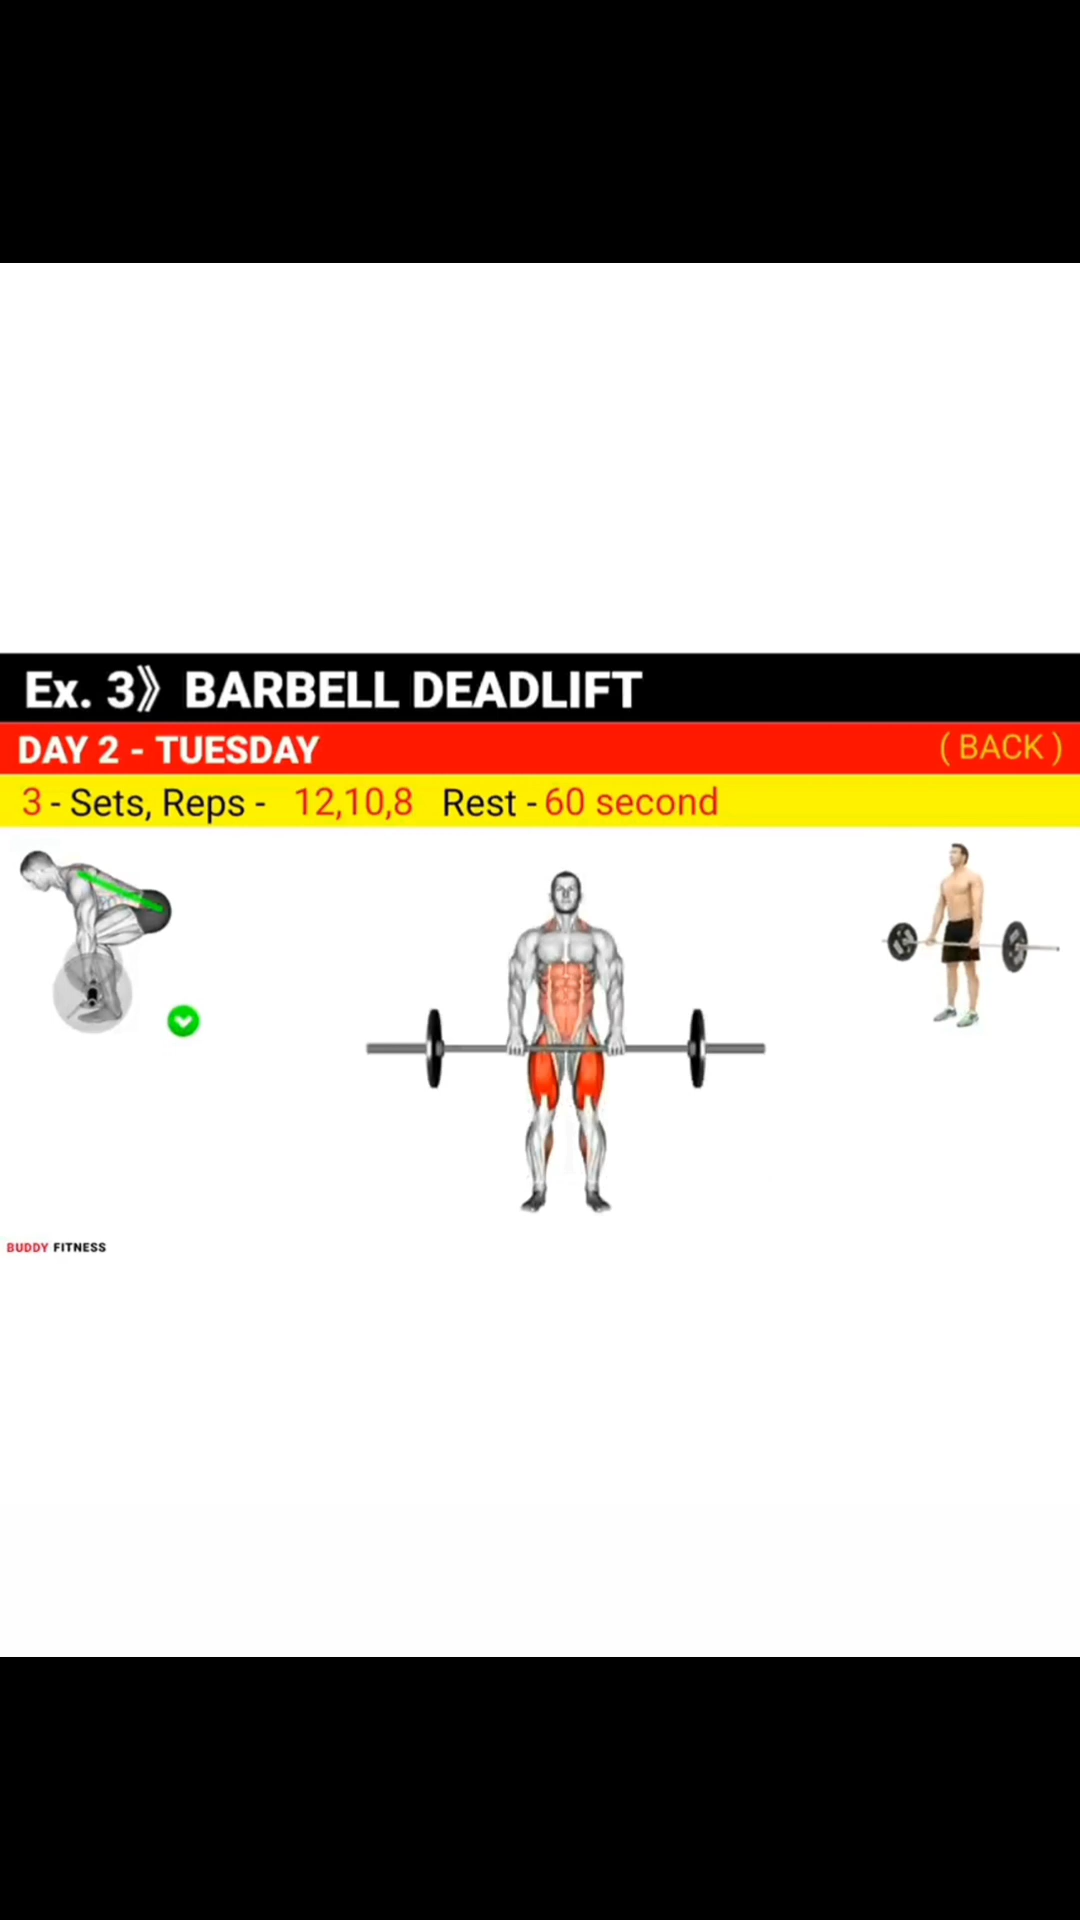 Ex. 3》 BARBELL DEADLIFT
DAY 2 - TUESDAY ( BACK )
3 - Sets, Reps - 12,10,8 Rest - 60 second
BUDDY FITNESS